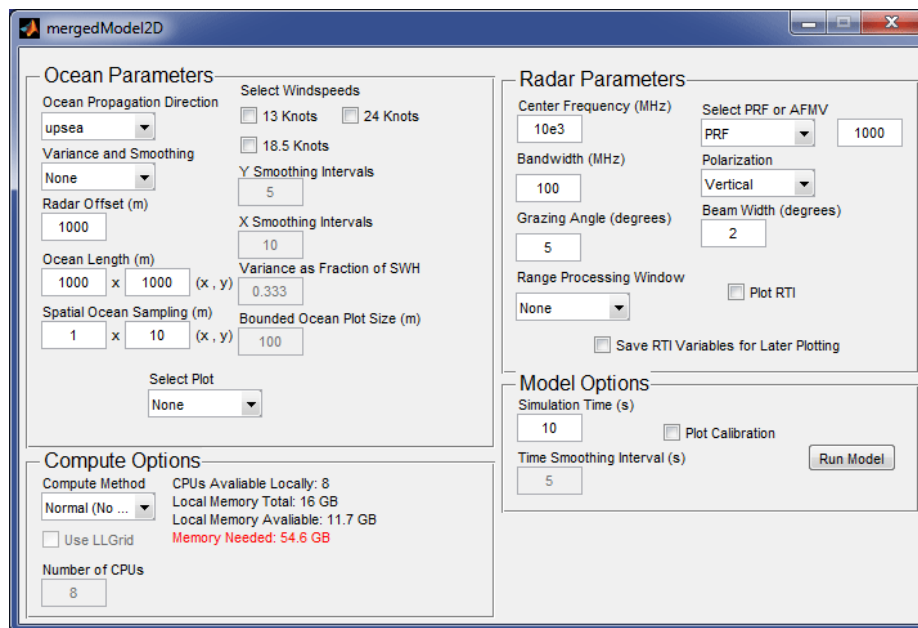 mergedModel2D
Ocean Parameters
Ocean Propagation Direction
upsea
Variance and Smoothing
None
Radar Offset (m)
1000
Ocean Length (m)
1000 x 1000 (x , y)
Spatial Ocean Sampling (m)
1 x 10 (x , y)
Select Windspeeds
13 Knots 24 Knots
18.5 Knots
Y Smoothing Intervals
5
X Smoothing Intervals
10
Variance as Fraction of SWH
0.333
Bounded Ocean Plot Size (m)
100
Select Plot
None
Compute Options
Compute Method
Normal (No ...
Use LLGrid
Number of CPUs
8
CPUs Available Locally: 8
Local Memory Total: 16 GB
Local Memory Avaliable: 11.7 GB
Memory Needed: 54.6 GB
Radar Parameters
Center Frequency (MHz)
10e3
Bandwidth (MHz)
100
Grazing Angle (degrees)
5
Range Processing Window
None
Select PRF or AFMV
PRF 1000
Polarization
Vertical
Beam Width (degrees)
2
Plot RTI
Save RTI Variables for Later Plotting
Model Options
Simulation Time (s)
10
Plot Calibration
Time Smoothing Interval (s)
5
Run Model